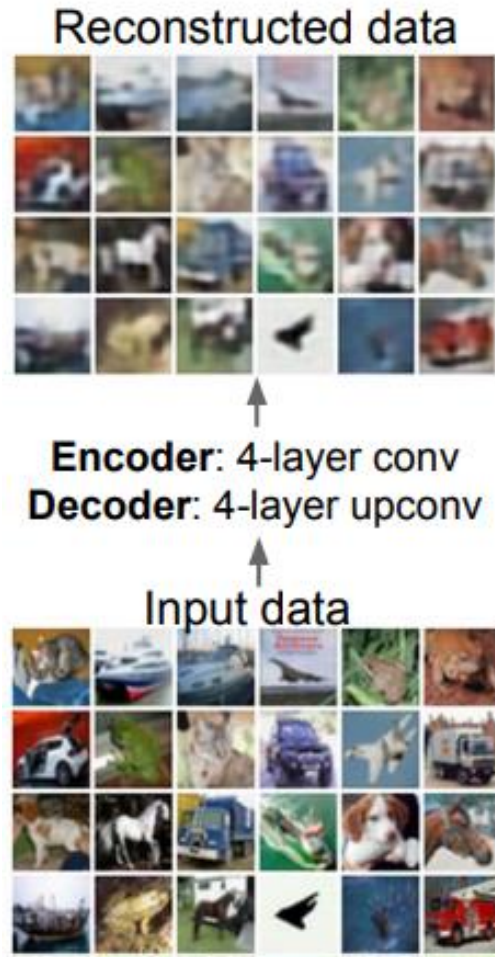 Reconstructed data
Encoder: 4-layer conv
Decoder: 4-layer upconv
Input data